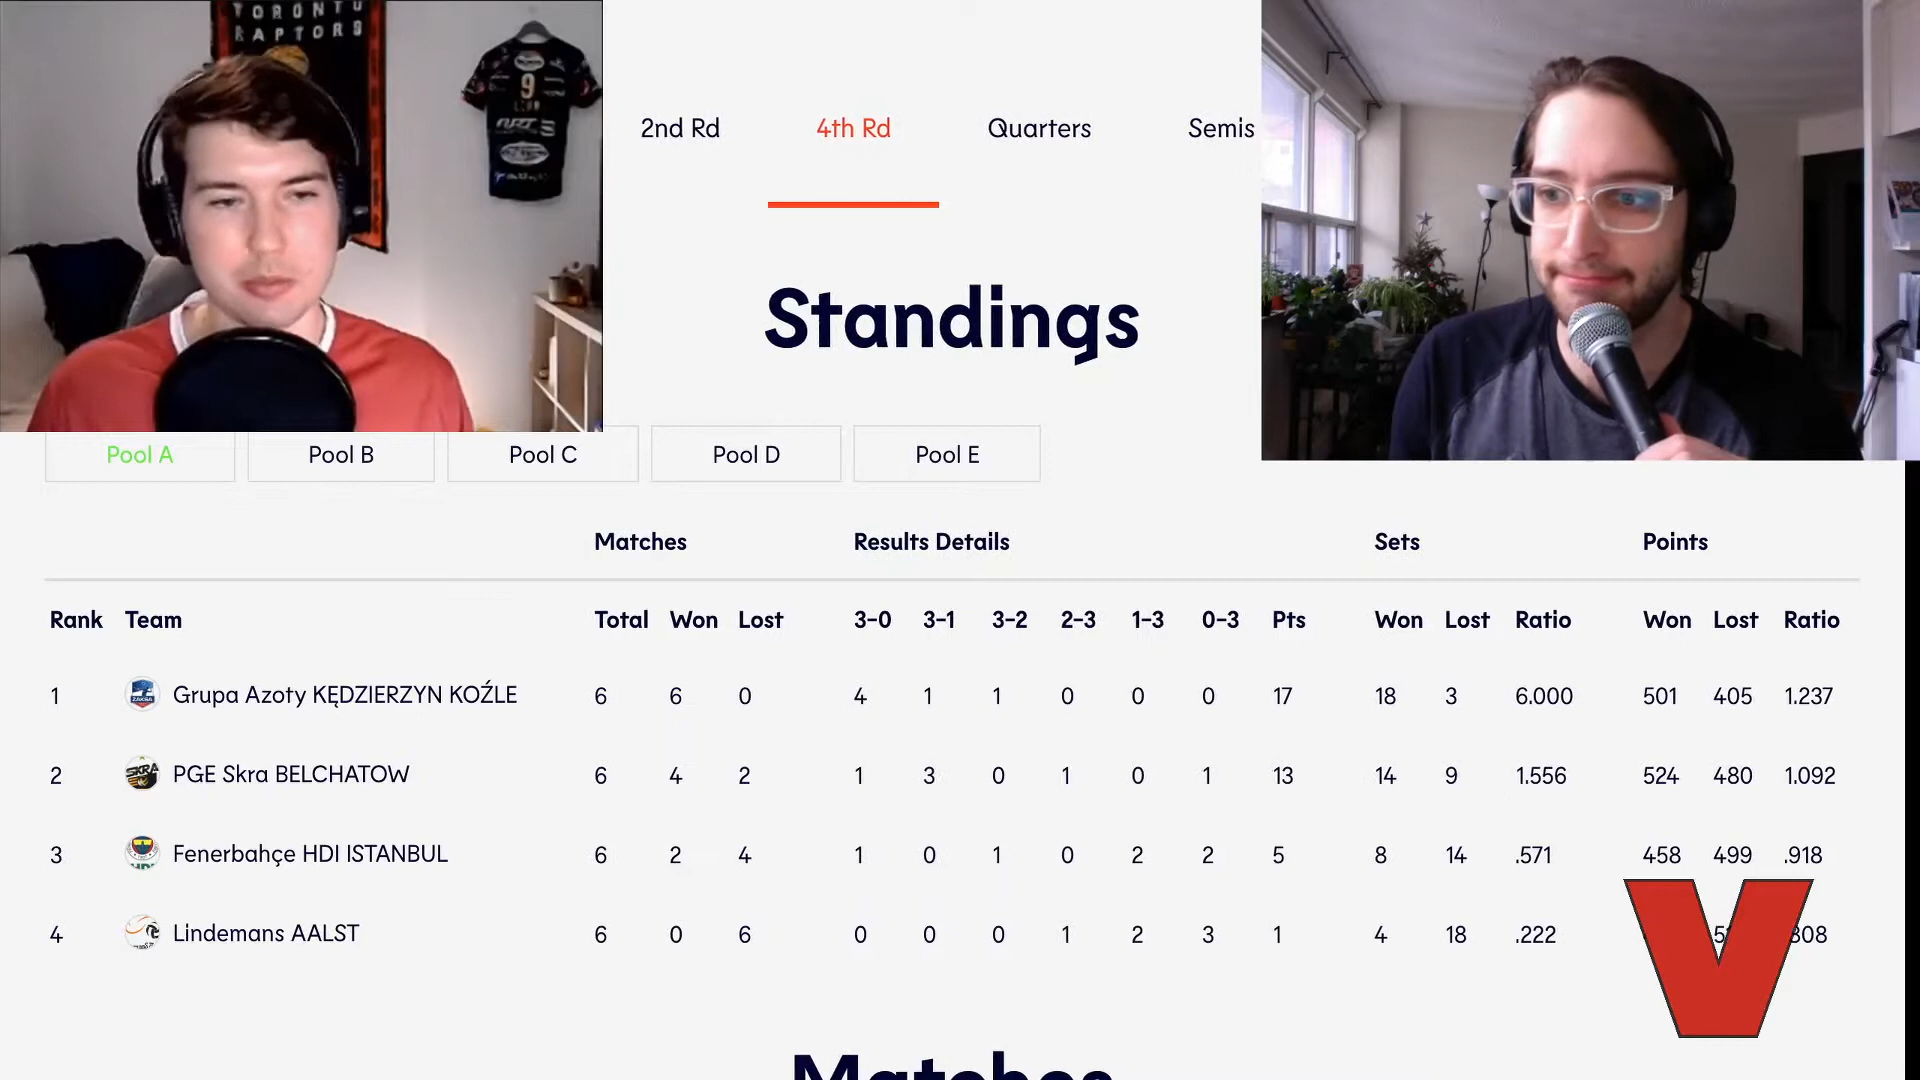 TORONTO
RAPTORS
9
2nd Rd 4th Rd Quarters Semis
Standings
Pool A Pool B Pool C Pool D Pool E
Matches Results Details Sets Points
Rank Team Total Won Lost 3-0 3-1 3-2 2-3 1-3 0-3 Pts Won Lost Ratio Won Lost Ratio
1 Grupa Azoty KĘDZIERZYN KOŹLE 6 6 0 4 1 1 0 0 0 17 18 3 6.000 501 405 1.237
2 SKRA PGE Skra BELCHATOW 6 4 2 1 3 0 1 0 1 13 14 9 1.556 524 480 1.092
3 Fenerbahçe HDI ISTANBUL 6 2 4 1 0 1 0 2 2 5 8 14 .571 458 499 .918
4 Lindemans AALST 6 0 6 0 0 0 1 2 3 1 4 18 .222
V
Matches